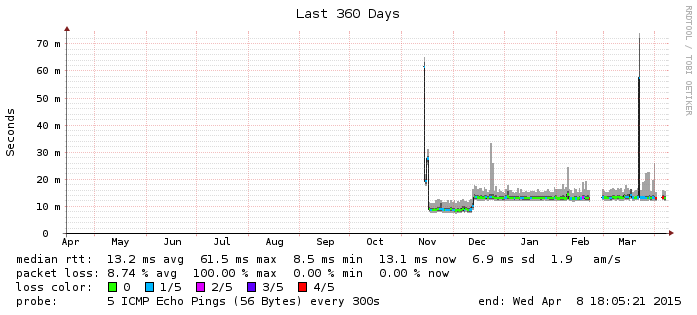 Last 360 Days
RRDTOOL / TOBI OETIKER
Seconds
70 m
60 m
50 m
40 m
30 m
20 m
10 m
0
Apr May Jun Jul Aug Sep Oct Nov Dec Jan Feb Mar
median rtt: 13.2 ms avg 61.5 ms max 8.5 ms min 13.1 ms now 6.9 ms sd 1.9 am/s
packet loss: 8.74 % avg 100.00 % max 0.00 % min 0.00 % now
loss color: 0 1/5 2/5 3/5 4/5
probe: 5 ICMP Echo Pings (56 Bytes) every 300s end: Wed Apr 8 18:05:21 2015